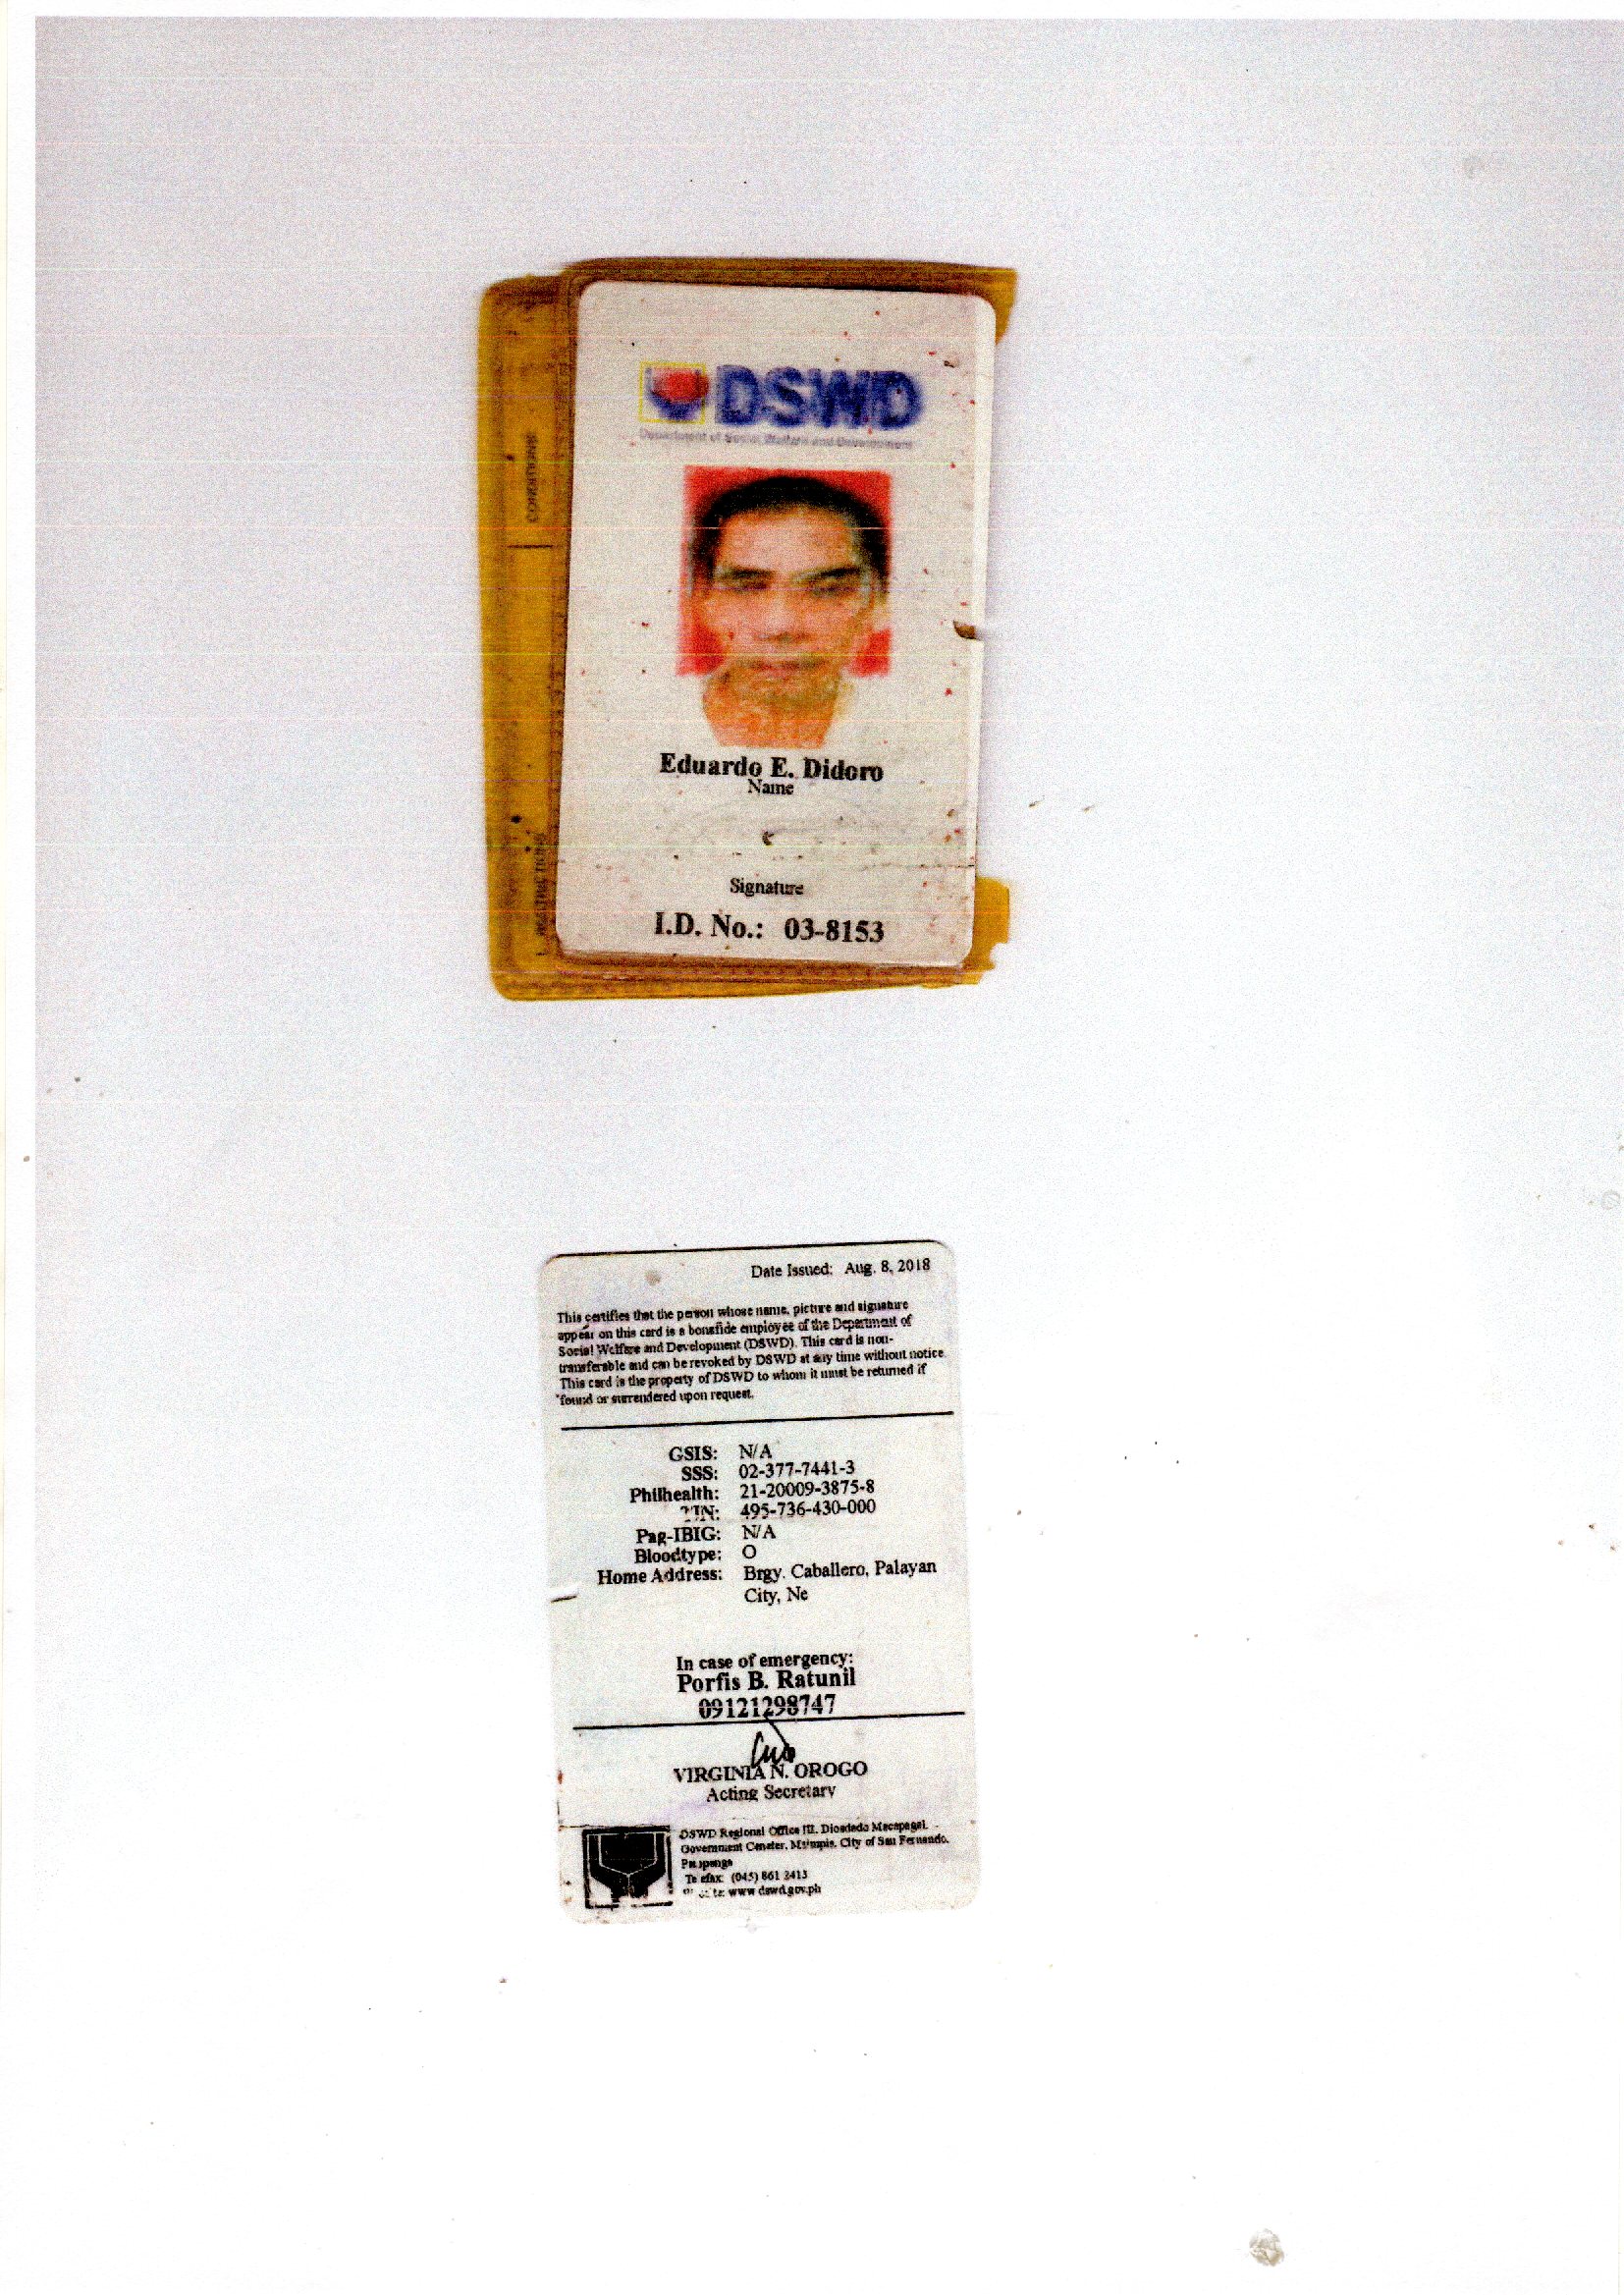 DSWD
Department of Social Welfare and Development
Eduardo E. Didoro
Name
Signature
I.D. No.: 03-8153
Date Issued: Aug. 8, 2018
This certifies that the person whose name, picture and signature
appear on this card is a bonafide employee of the Department of
Social Welfare and Development (DSWD). This card is non-
transferable and can be revoked by DSWD at any time without notice.
This card is the property of DSWD to whom it must be returned if
found or surrendered upon request.
GSIS: N/A
SSS: 02-377-7441-3
Philhealth: 21-20009-3875-8
TIN: 495-736-430-000
Pag-IBIG: N/A
Bloodtype: O
Home Address: Brgy. Caballero, Palayan
City, Ne
In case of emergency:
Porfis B. Ratunil
09121298747
VIRGINIA N. OROGO
Acting Secretary
DSWD Regional Office III, Diosdado Macapagal
Government Center, Maimpis, City of San Fernando,
Pampanga
Telefax: (045) 861 2413
www.dswd.gov.ph